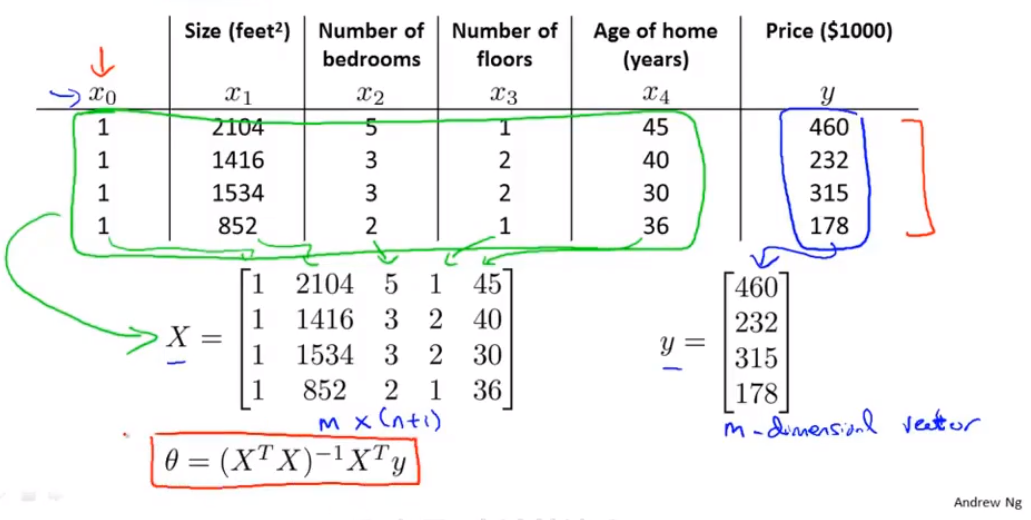 Size (feet²) Number of bedrooms Number of floors Age of home (years) Price ($1000)
x₀ x₁ x₂ x₃ x₄ y
1 2104 5 1 45 460
1 1416 3 2 40 232
1 1534 3 2 30 315
1 852 2 1 36 178
X = [1 2104 5 1 45
1 1416 3 2 40
1 1534 3 2 30
1 852 2 1 36]
y = [460
232
315
178]
m x (n+1)
m-dimensional vector
θ = (XᵀX)⁻¹Xᵀy
Andrew Ng